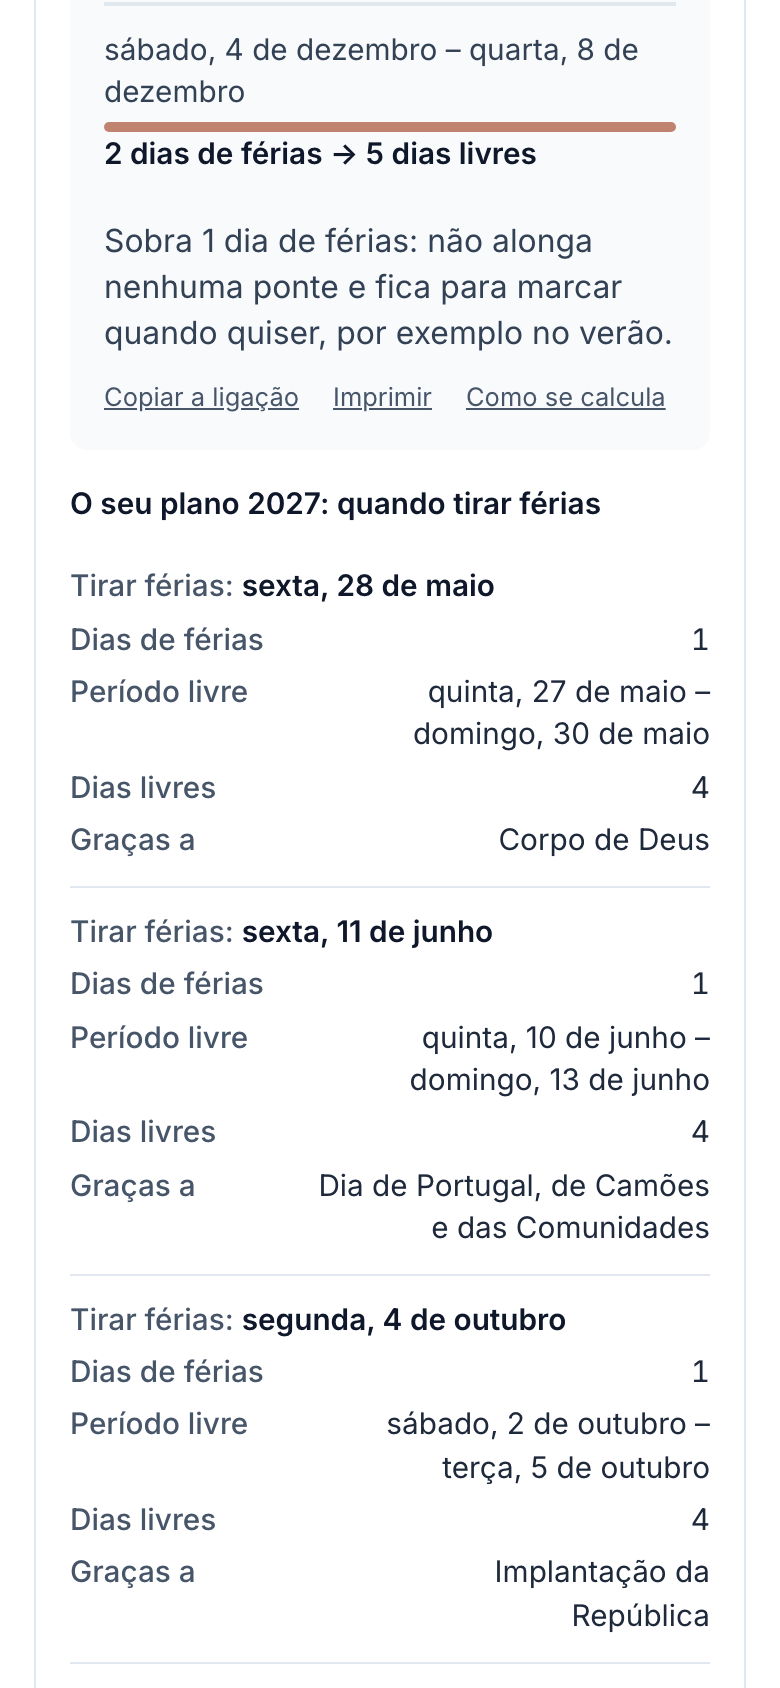 sábado, 4 de dezembro – quarta, 8 de
dezembro
2 dias de férias → 5 dias livres
Sobra 1 dia de férias: não alonga
nenhuma ponte e fica para marcar
quando quiser, por exemplo no verão.
Copiar a ligação Imprimir Como se calcula
O seu plano 2027: quando tirar férias
Tirar férias: sexta, 28 de maio
Dias de férias 1
Período livre quinta, 27 de maio –
domingo, 30 de maio
Dias livres 4
Graças a Corpo de Deus
Tirar férias: sexta, 11 de junho
Dias de férias 1
Período livre quinta, 10 de junho –
domingo, 13 de junho
Dias livres 4
Graças a Dia de Portugal, de Camões
e das Comunidades
Tirar férias: segunda, 4 de outubro
Dias de férias 1
Período livre sábado, 2 de outubro –
terça, 5 de outubro
Dias livres 4
Graças a Implantação da
República